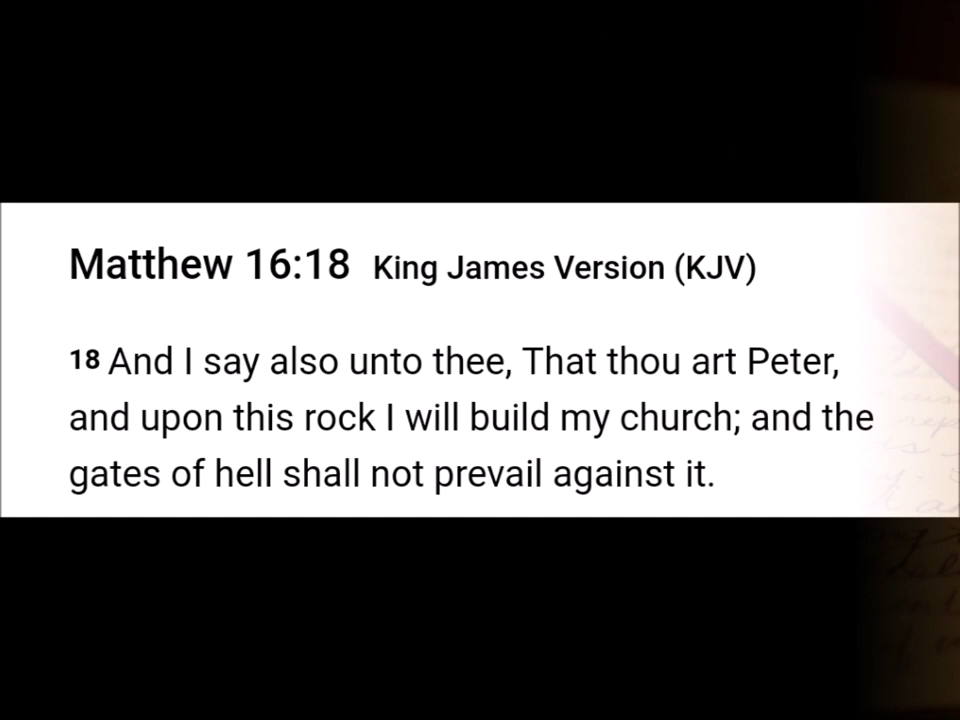 Matthew 16:18 King James Version (KJV)
18 And I say also unto thee, That thou art Peter,
and upon this rock I will build my church; and the
gates of hell shall not prevail against it.